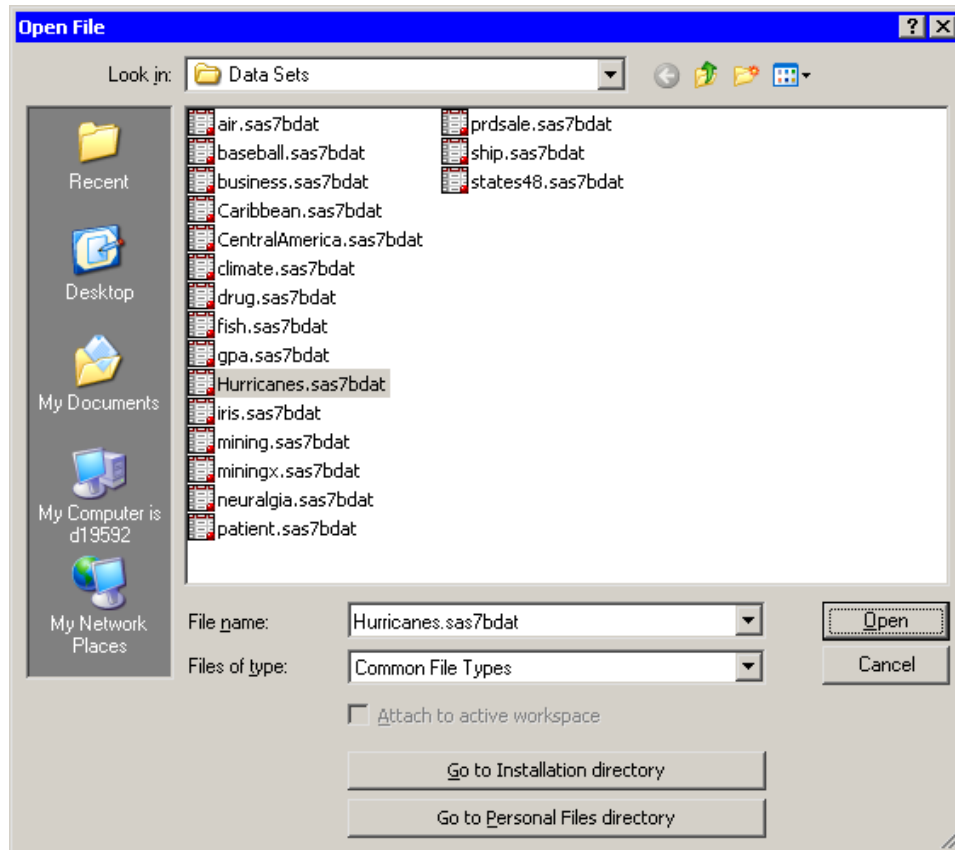 Open File
Look in:
Data Sets
Recent
Desktop
My Documents
My Computer is
d19592
My Network
Places
air.sas7bdat
baseball.sas7bdat
business.sas7bdat
Caribbean.sas7bdat
CentralAmerica.sas7bdat
climate.sas7bdat
drug.sas7bdat
fish.sas7bdat
gpa.sas7bdat
Hurricanes.sas7bdat
iris.sas7bdat
mining.sas7bdat
miningx.sas7bdat
neuralgia.sas7bdat
patient.sas7bdat
prdsale.sas7bdat
ship.sas7bdat
states48.sas7bdat
File name:
Hurricanes.sas7bdat
Open
Files of type:
Common File Types
Cancel
Attach to active workspace
Go to Installation directory
Go to Personal Files directory